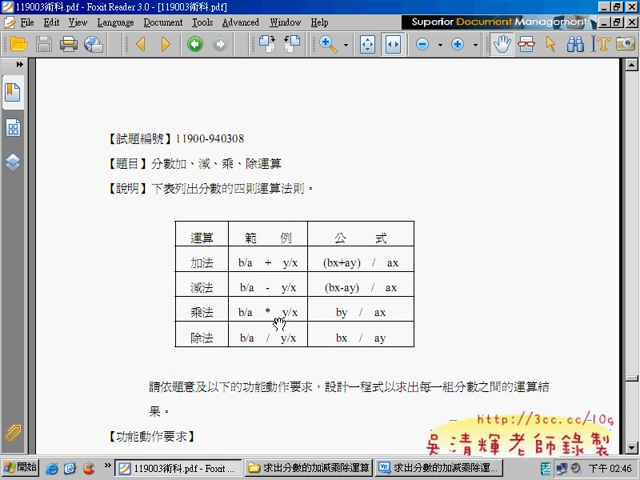 119003術科.pdf - Foxit Reader 3.0 - [119003術科.pdf]
File Edit View Language Document Tools Advanced Window Help
Superior Document Management
【試題編號】11900-940308
【題目】分數加、減、乘、除運算
【說明】下表列出分數的四則運算法則。
運算 範 例 公 式
加法 b/a + y/x (bx+ay) / ax
減法 b/a - y/x (bx-ay) / ax
乘法 b/a * y/x by / ax
除法 b/a / y/x bx / ay
請依題意及以下的功能動作要求，設計一程式以求出每一組分數之間的運算結
果。
http://3cc.cc/10g
【功能動作要求】
吳清輝老師錄製
開始 119003術科.pdf - Foxit ... 求出分數的加減乘除運算 求出分數的加減乘除運... 下午 02:46